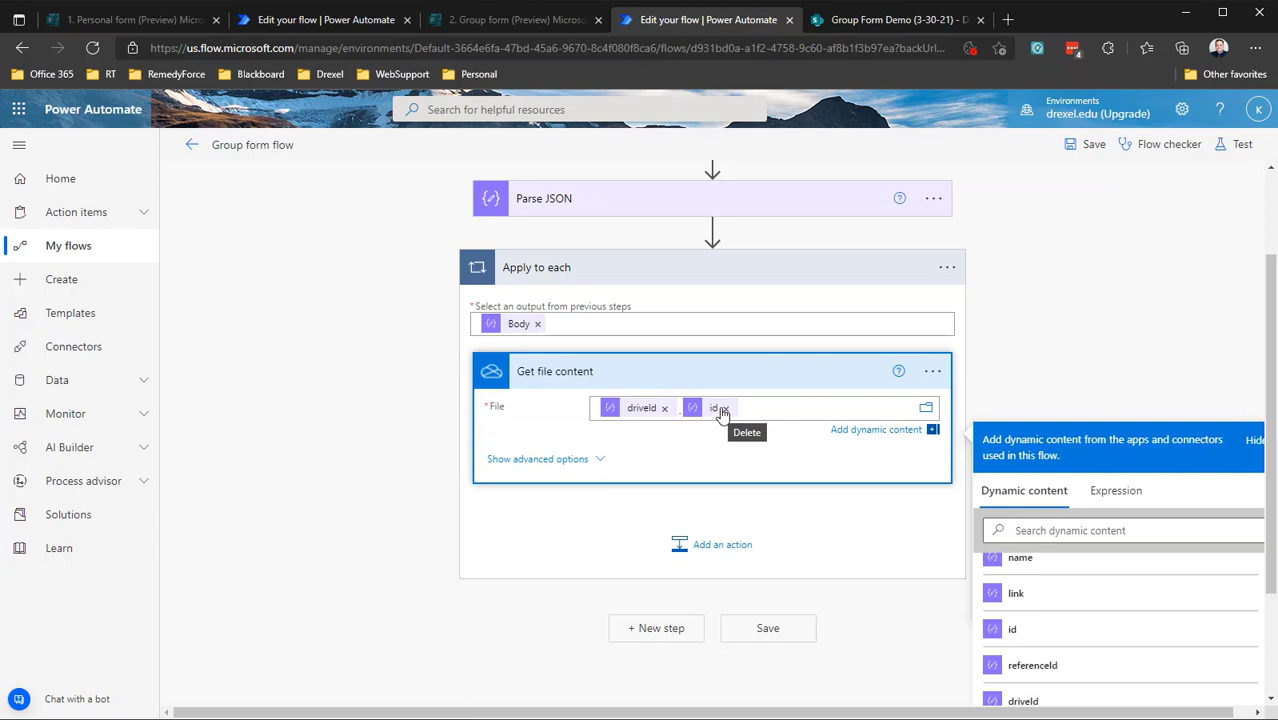 1. Personal form (Preview) Micros
Edit your flow | Power Automate
2. Group form (Preview) Microso
Edit your flow | Power Automate
Group Form Demo (3-30-21) - D
https://us.flow.microsoft.com/manage/environments/Default-3664e6fa-47bd-45a6-9670-8c4f0580f8ca6/flows/d931bd0a-a1f2-4758-9c60-af8b1f3b97ea?backUrl...
4
Office 365
RT
RemedyForce
Blackboard
Drexel
WebSupport
Personal
Other favorites
Power Automate
Search for helpful resources
Environments
drexel.edu (Upgrade)
K
Group form flow
Save
Flow checker
Test
Home
Action items
My flows
Create
Templates
Connectors
Data
Monitor
AI Builder
Process advisor
Solutions
Learn
Chat with a bot
Parse JSON
Apply to each
* Select an output from previous steps
Body
Get file content
* File
driveId
.
id
Delete
Add dynamic content
Show advanced options
Add an action
+ New step
Save
Add dynamic content from the apps and connectors
used in this flow.
Hide
Dynamic content
Expression
Search dynamic content
name
link
id
referenceId
driveId